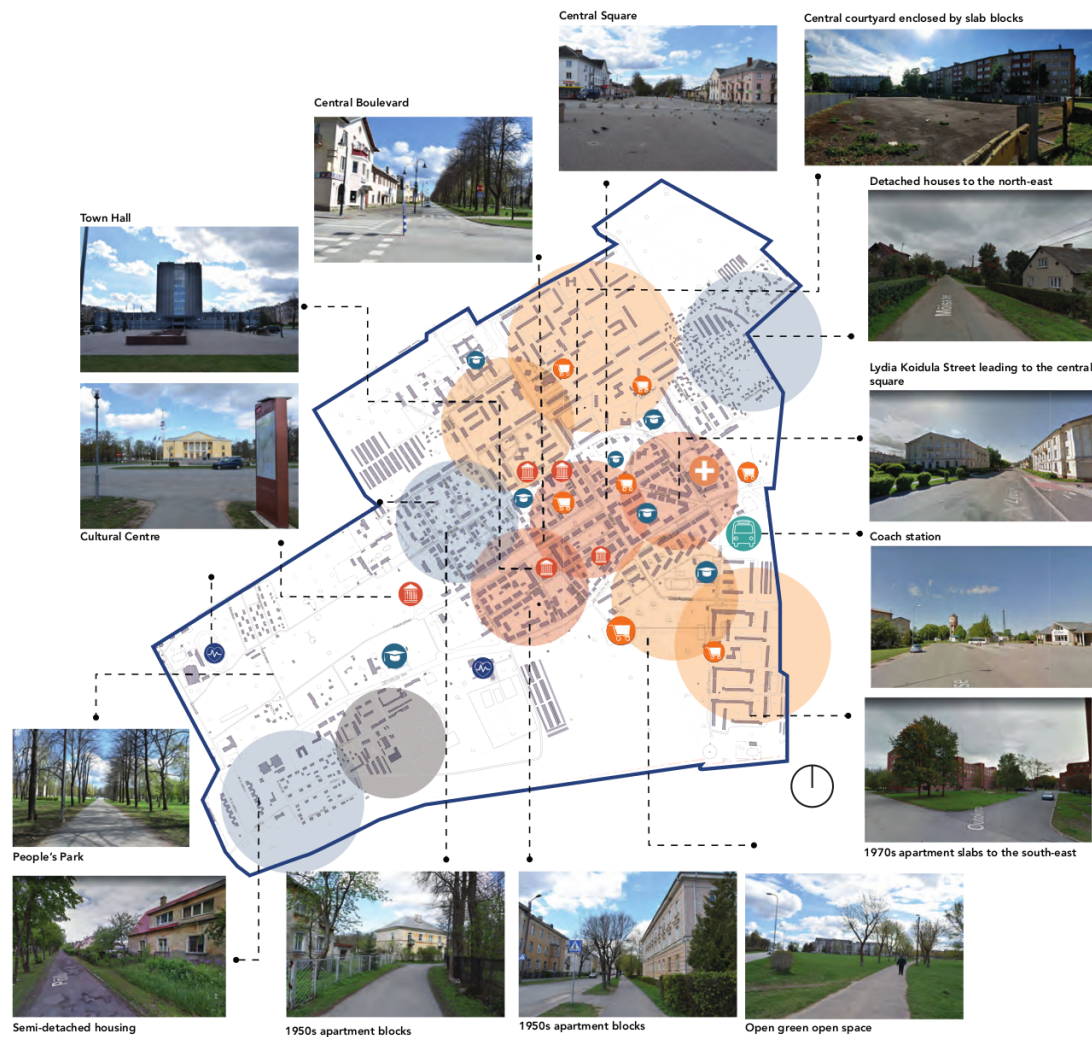 Central Square
Central courtyard enclosed by slab blocks
Central Boulevard
Detached houses to the north-east
Town Hall
Lydia Koidula Street leading to the central
square
Cultural Centre
Coach station
People's Park
1970s apartment slabs to the south-east
Semi-detached housing
1950s apartment blocks
1950s apartment blocks
Open green open space